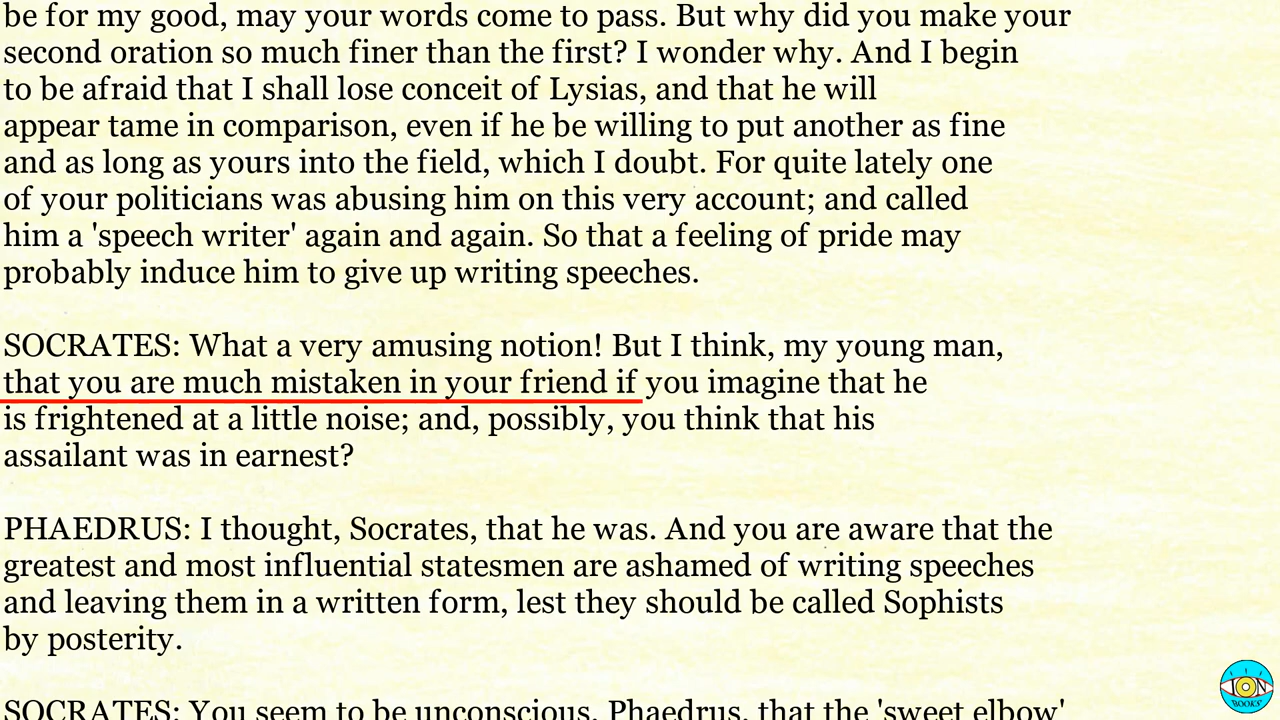 be for my good, may your words come to pass. But why did you make your
second oration so much finer than the first? I wonder why. And I begin
to be afraid that I shall lose conceit of Lysias, and that he will
appear tame in comparison, even if he be willing to put another as fine
and as long as yours into the field, which I doubt. For quite lately one
of your politicians was abusing him on this very account; and called
him a 'speech writer' again and again. So that a feeling of pride may
probably induce him to give up writing speeches.
SOCRATES: What a very amusing notion! But I think, my young man,
that you are much mistaken in your friend if you imagine that he
is frightened at a little noise; and, possibly, you think that his
assailant was in earnest?
PHAEDRUS: I thought, Socrates, that he was. And you are aware that the
greatest and most influential statesmen are ashamed of writing speeches
and leaving them in a written form, lest they should be called Sophists
by posterity.
SOCRATES: You seem to be unconscious, Phaedrus, that the 'sweet elbow'
ION
BOOKS